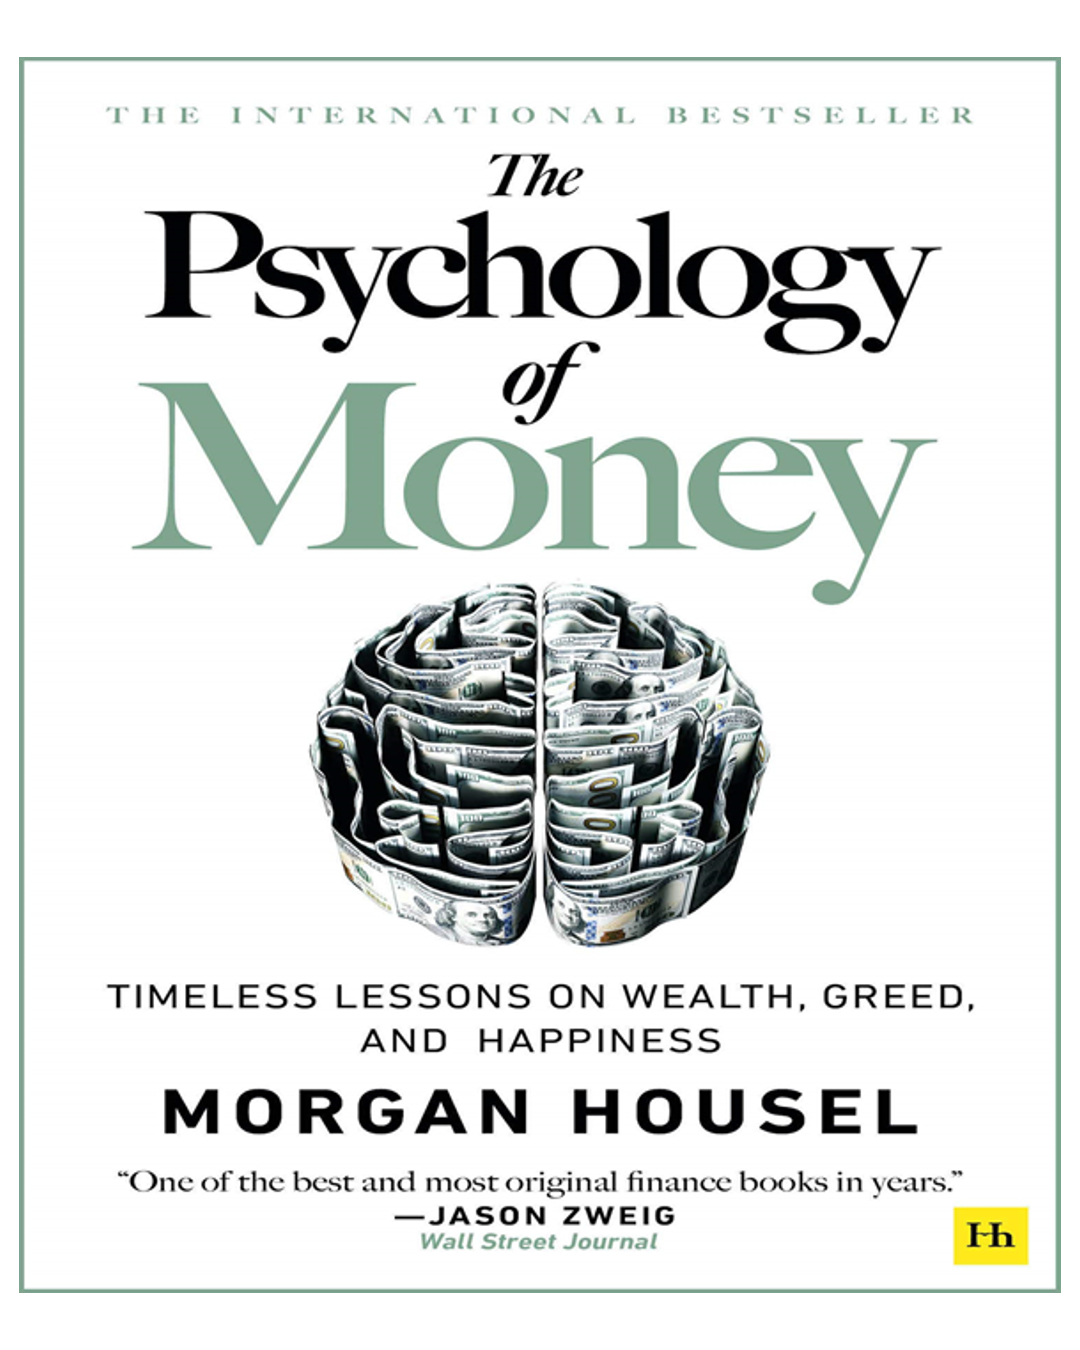 THE INTERNATIONAL BESTSELLER
The
Psychology
of
Money
TIMELESS LESSONS ON WEALTH, GREED,
AND HAPPINESS
MORGAN HOUSEL
“One of the best and most original finance books in years.”
—JASON ZWEIG
Wall Street Journal
Hh